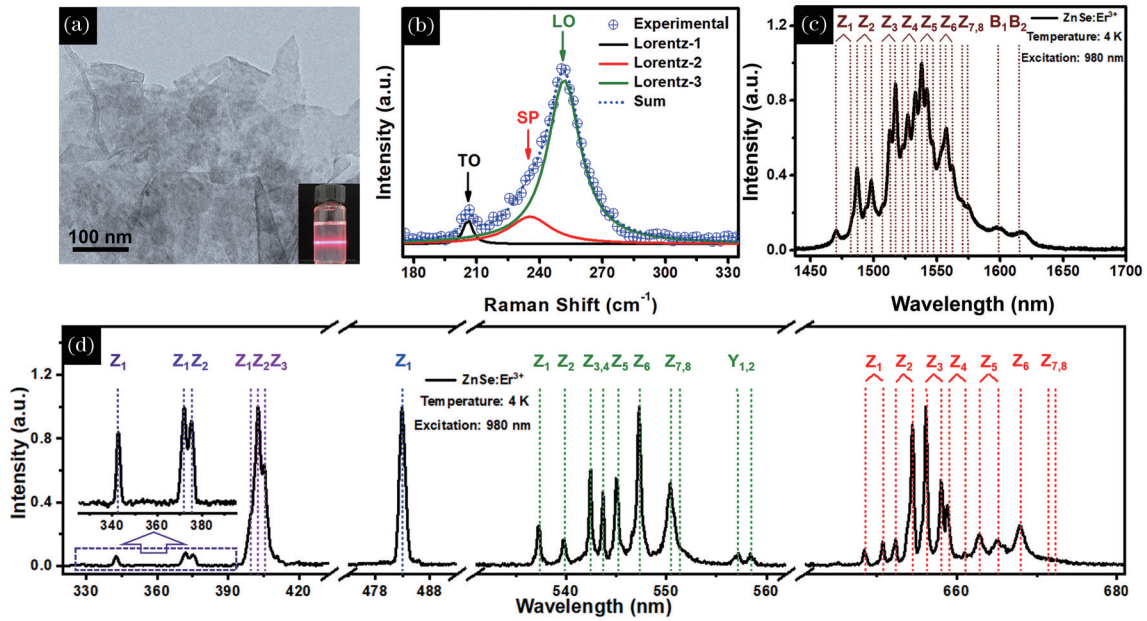 (a)
100 nm
(b)
LO
SP
TO
Experimental
Lorentz-1
Lorentz-2
Lorentz-3
Sum
Intensity (a.u.)
180 210 240 270 300 330
Raman Shift (cm⁻¹)
(c)
Z₁ Z₂ Z₃ Z₄ Z₅ Z₆ Z₇,₈ B₁ B₂
ZnSe:Er³⁺
Temperature: 4 K
Excitation: 980 nm
Intensity (a.u.)
1.2
0.8
0.4
0.0
1450 1500 1550 1600 1650 1700
Wavelength (nm)
(d)
Z₁ Z₁ Z₂ Z₁ Z₂ Z₃ Z₁ Z₁ Z₂ Z₃,₄ Z₅ Z₆ Z₇,₈ Y₁,₂ Z₁ Z₂ Z₃ Z₄ Z₅ Z₆ Z₇,₈
ZnSe:Er³⁺
Temperature: 4 K
Excitation: 980 nm
Intensity (a.u.)
1.2
0.8
0.4
0.0
340 360 380
330 360 390 420 478 488 540 550 560 660 680
Wavelength (nm)